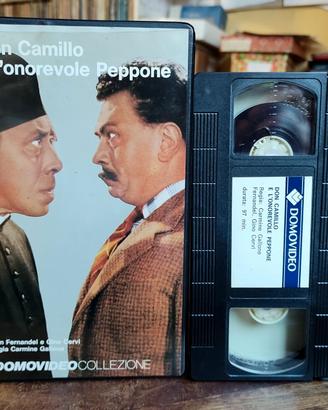 on Camillo
l'onorevole Peppone
n Fernandel e Gino Cervi
gia Carmine Gallone
DOMOVIDEO COLLEZIONE
DON CAMILLO
E L'ONOREVOLE PEPPONE
Regia: Carmine Gallone
Fernandel, Gino Cervi
durata: 97 min.
DOMOVIDEO